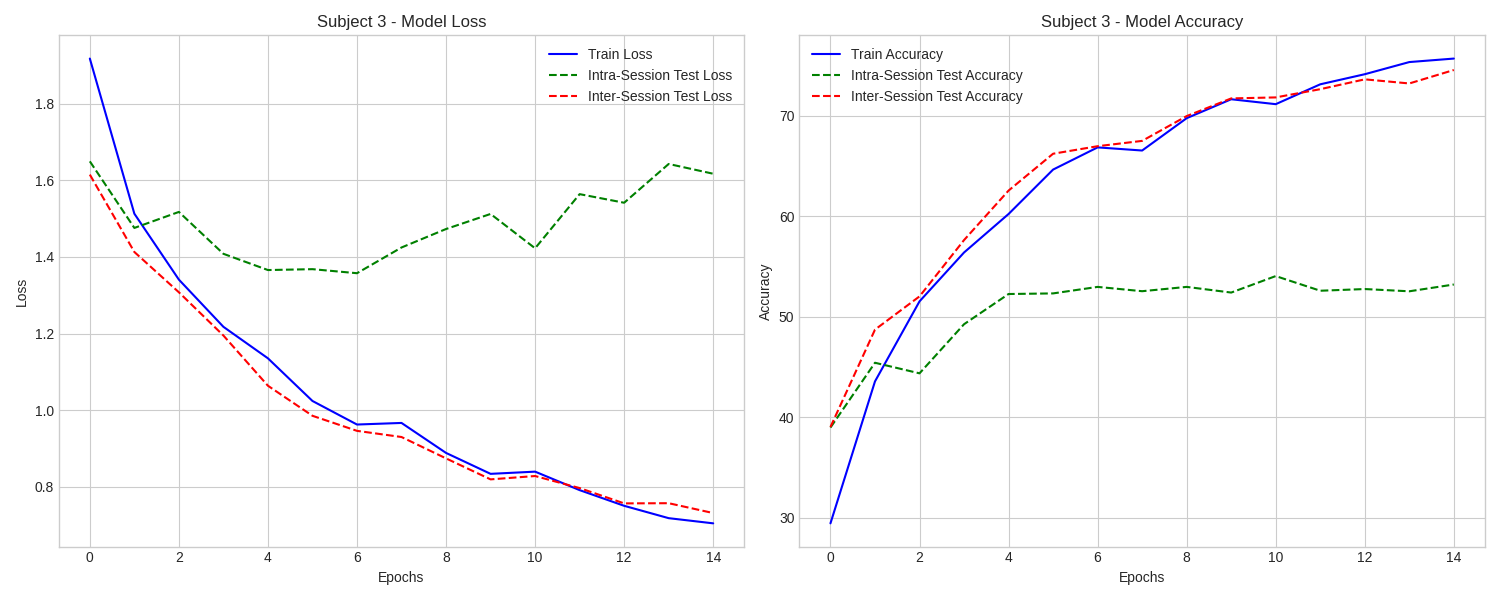 Subject 3 - Model Loss
Train Loss
Intra-Session Test Loss
Inter-Session Test Loss
Loss
1.8
1.6
1.4
1.2
1.0
0.8
0 2 4 6 8 10 12 14
Epochs
Subject 3 - Model Accuracy
Train Accuracy
Intra-Session Test Accuracy
Inter-Session Test Accuracy
Accuracy
70
60
50
40
30
0 2 4 6 8 10 12 14
Epochs